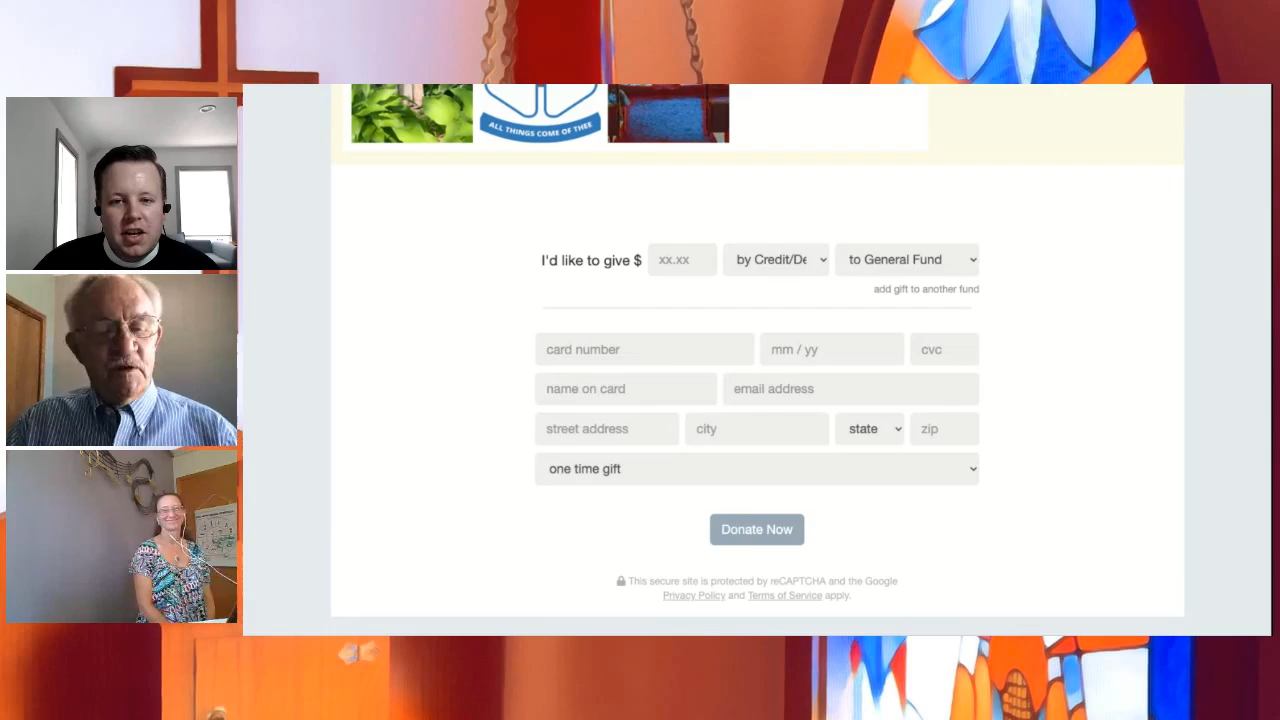 ALL THINGS COME OF THEE
I'd like to give $ xx.xx by Credit/De to General Fund
add gift to another fund
card number mm / yy cvc
name on card email address
street address city state zip
one time gift
Donate Now
This secure site is protected by reCAPTCHA and the Google
Privacy Policy and Terms of Service apply.